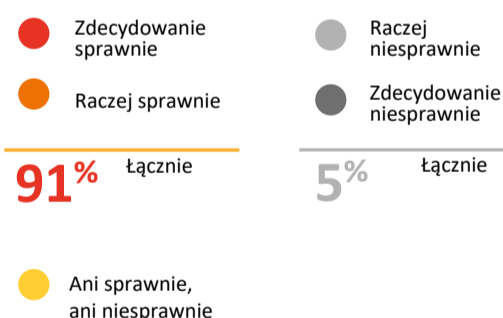 Zdecydowanie
sprawnie
Raczej sprawnie
91% Łącznie
Raczej
niesprawnie
Zdecydowanie
niesprawnie
5% Łącznie
Ani sprawnie,
ani niesprawnie